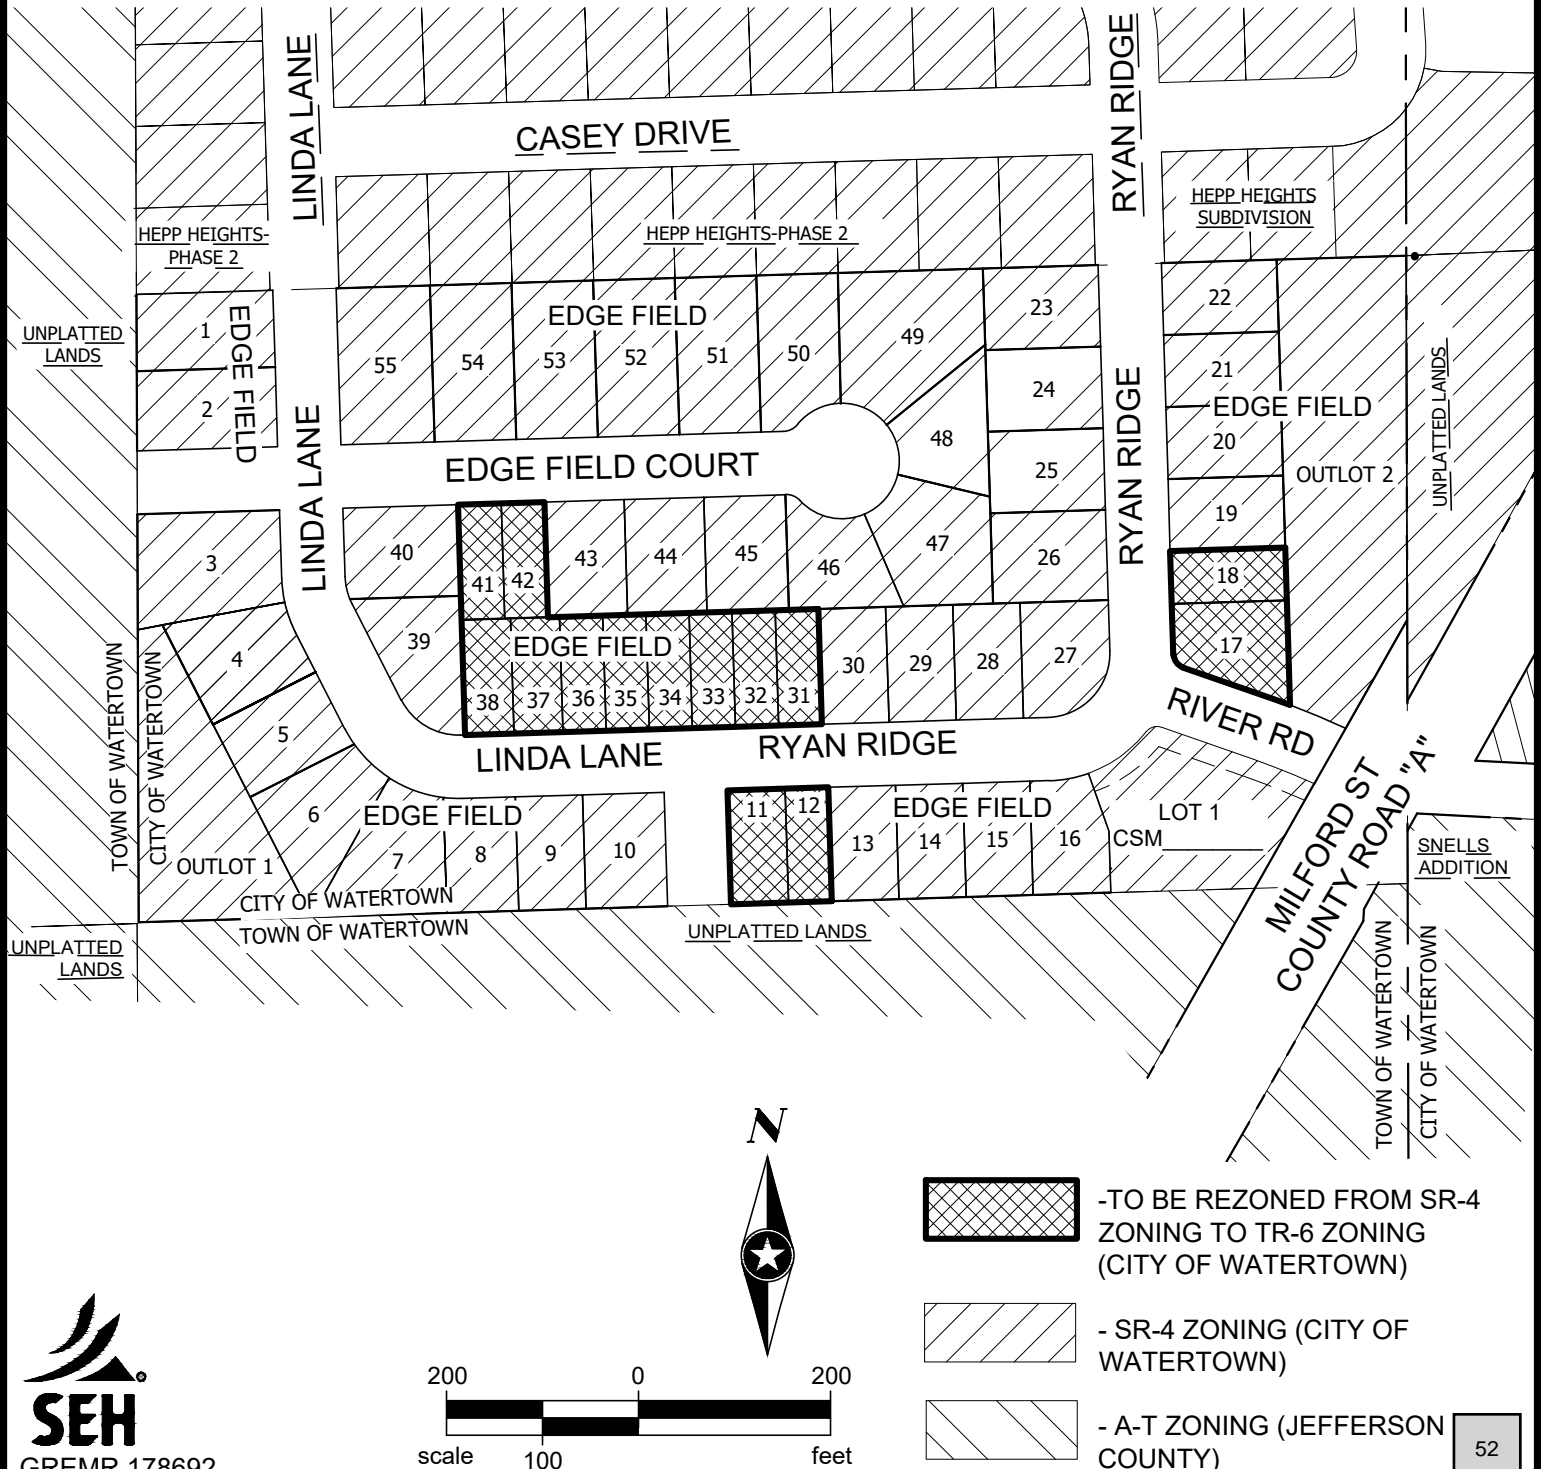 LINDA LANE
RYAN RIDGE
CASEY DRIVE
HEPP HEIGHTS
SUBDIVISION
HEPP HEIGHTS-
PHASE 2
HEPP HEIGHTS-PHASE 2
22
23
1
EDGE FIELD
EDGE FIELD
UNPLATTED
LANDS
55
54
53
52
51
50
49
21
24
2
EDGE FIELD
UNPLATTED LANDS
LINDA LANE
RYAN RIDGE
48
20
EDGE FIELD COURT
25
OUTLOT 2
19
3
40
41
42
43
44
45
46
47
26
18
39
EDGE FIELD
17
4
30
29
28
27
38
37
36
35
34
33
32
31
RIVER RD
5
LINDA LANE
RYAN RIDGE
TOWN OF WATERTOWN
CITY OF WATERTOWN
6
EDGE FIELD
11
12
EDGE FIELD
LOT 1
CSM________
MILFORD ST
COUNTY ROAD "A"
7
8
9
10
13
14
15
16
SNELLS
ADDITION
OUTLOT 1
CITY OF WATERTOWN
TOWN OF WATERTOWN
UNPLATTED LANDS
UNPLATTED
LANDS
TOWN OF WATERTOWN
CITY OF WATERTOWN
N
-TO BE REZONED FROM SR-4
ZONING TO TR-6 ZONING
(CITY OF WATERTOWN)
- SR-4 ZONING (CITY OF
WATERTOWN)
- A-T ZONING (JEFFERSON
COUNTY)
200
0
200
scale
100
feet
SEH
GREMR 178692
52